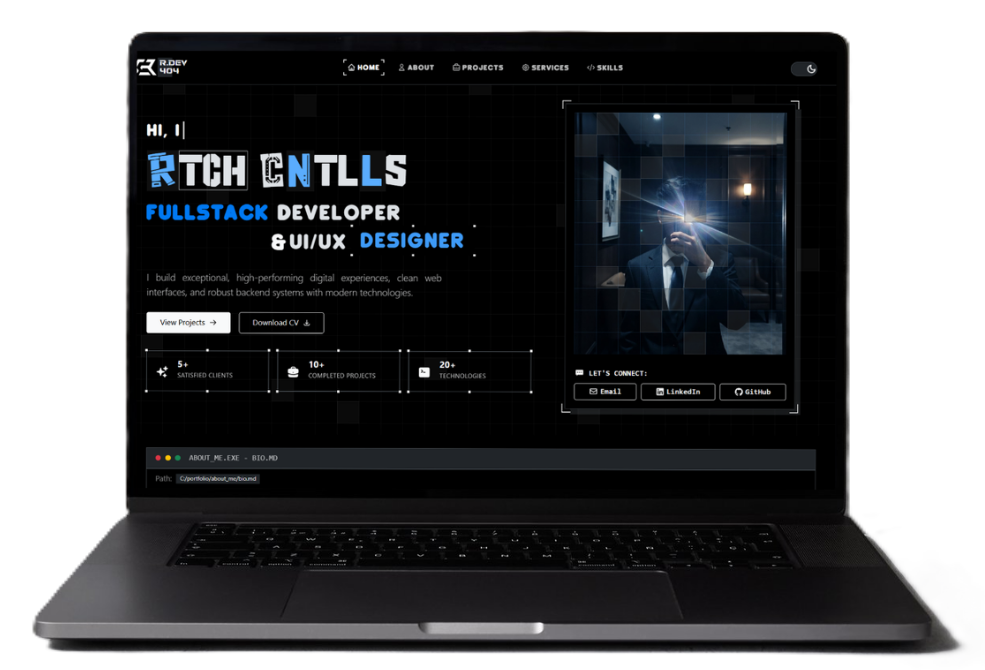 R.DEV
404
HOME
ABOUT
PROJECTS
SERVICES
SKILLS
HI, I
RTCH CNTLLS
FULLSTACK DEVELOPER
& UI/UX DESIGNER
I build exceptional, high-performing digital experiences, clean web
interfaces, and robust backend systems with modern technologies.
View Projects →
Download CV
5+
SATISFIED CLIENTS
10+
COMPLETED PROJECTS
20+
TECHNOLOGIES
LET'S CONNECT:
Email
LinkedIn
GitHub
ABOUT_ME.EXE - BIO.MD
Path: C:/portfolio/about_me/bio.md